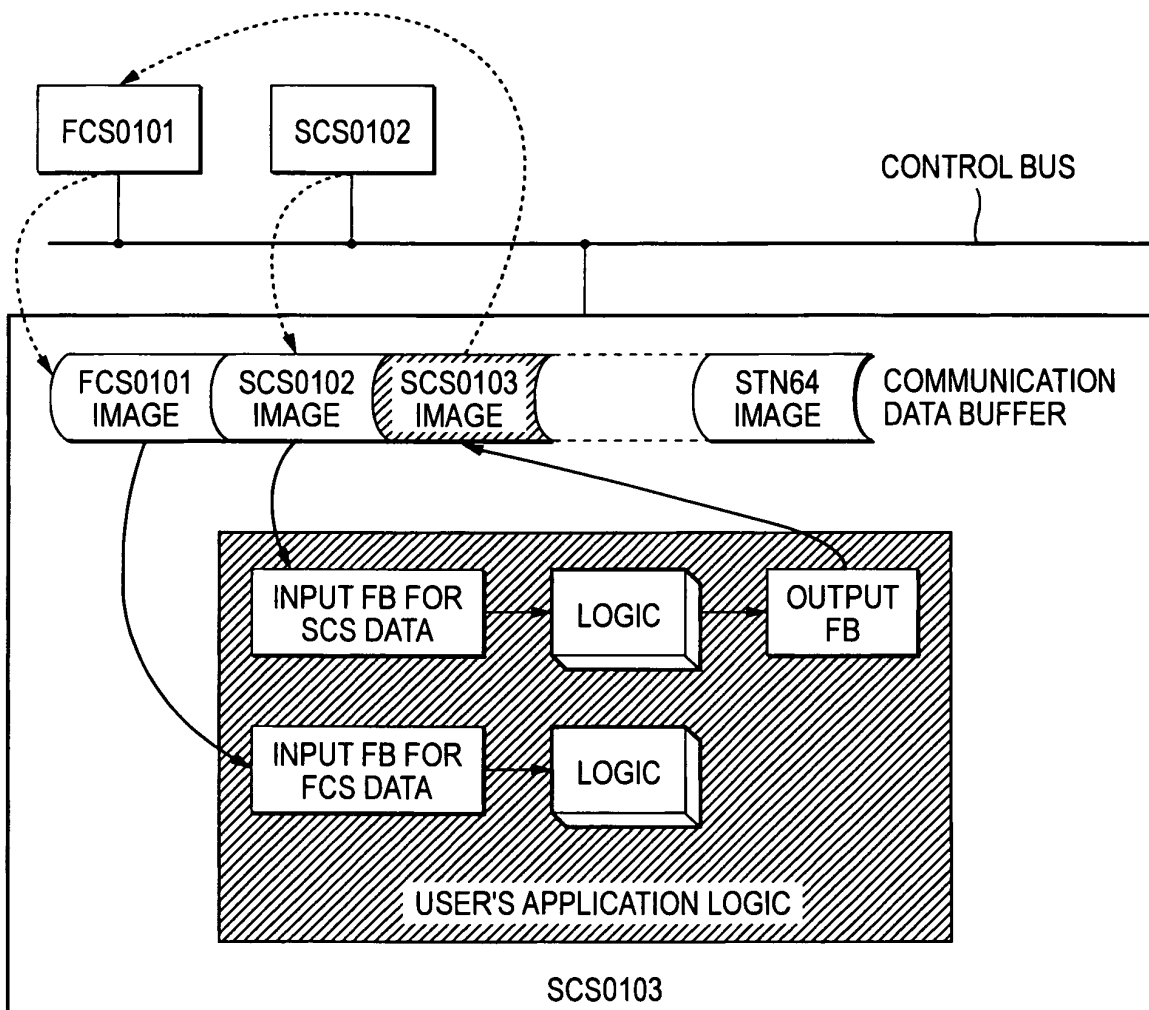 FCS0101
SCS0102
CONTROL BUS
FCS0101
IMAGE
SCS0102
IMAGE
SCS0103
IMAGE
STN64
IMAGE
COMMUNICATION
DATA BUFFER
INPUT FB FOR
SCS DATA
LOGIC
OUTPUT
FB
INPUT FB FOR
FCS DATA
LOGIC
USER'S APPLICATION LOGIC
SCS0103